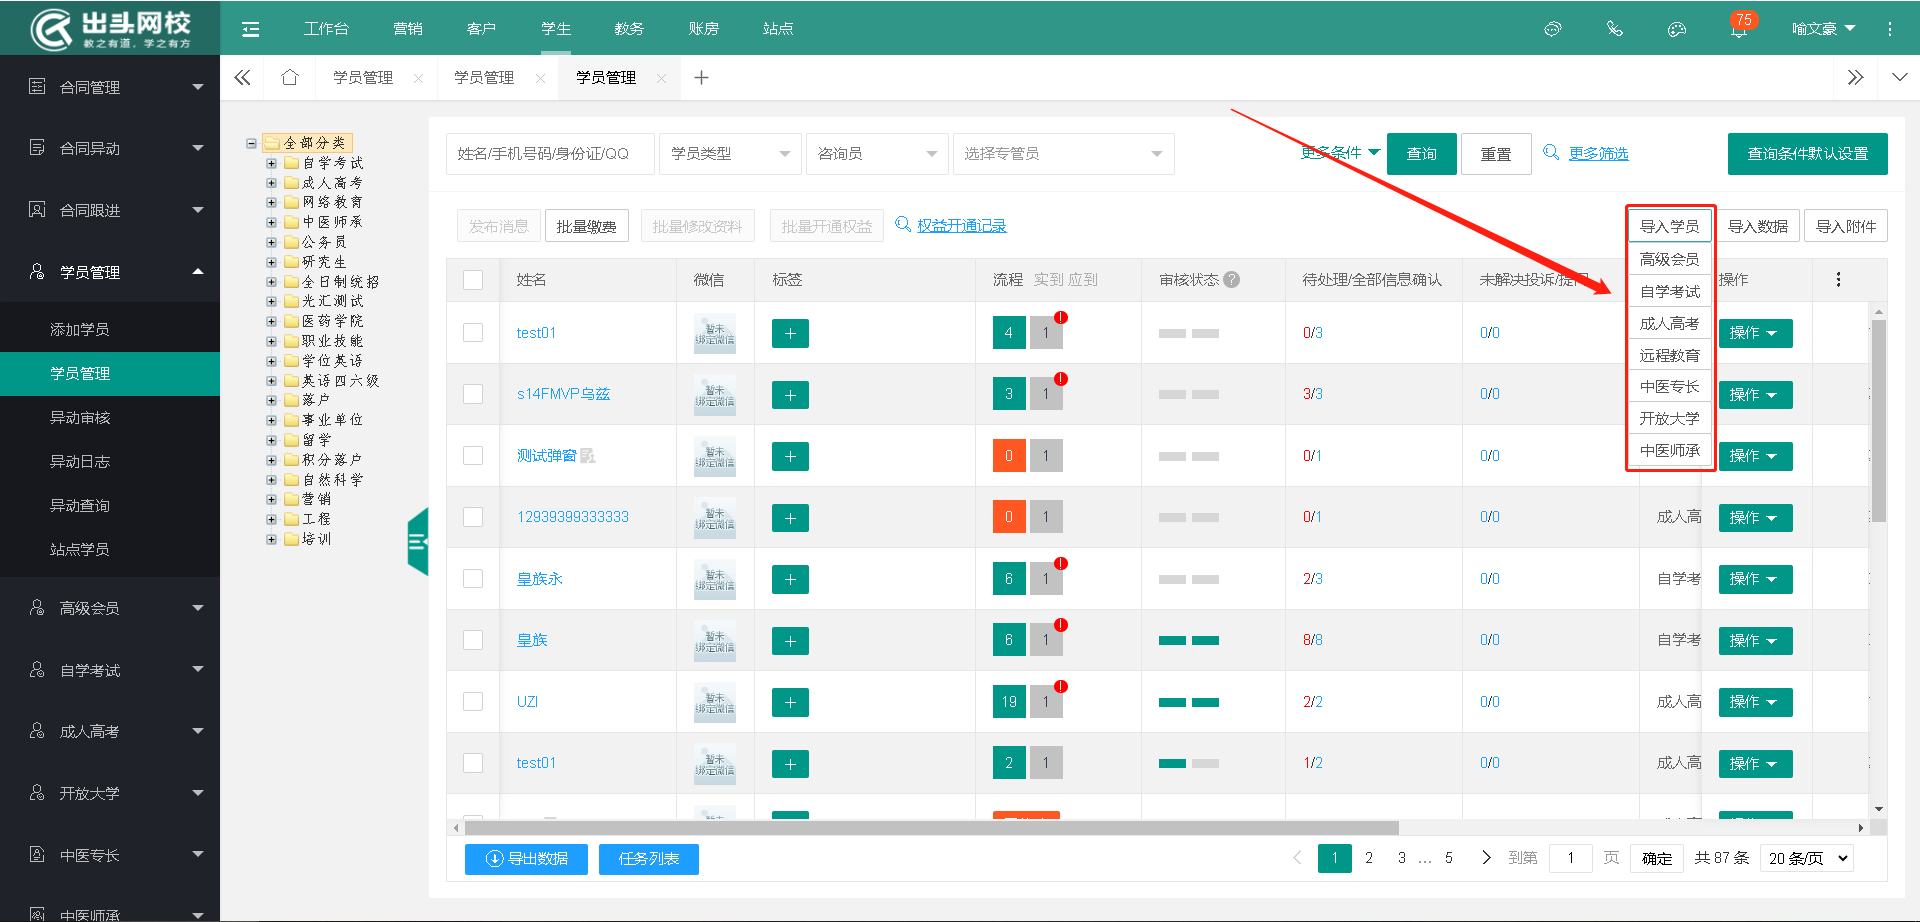 出头网校
教之有道，学之有方
工作台 营销 客户 学生 教务 账房 站点
75
喻文豪
学员管理 学员管理 学员管理
合同管理
合同异动
合同跟进
学员管理
添加学员
学员管理
异动审核
异动日志
异动查询
站点学员
高级会员
自学考试
成人高考
开放大学
中医专长
中医师承
全部分类
自学考试
成人高考
网络教育
中医师承
公务员
研究生
全日制统招
光汇测试
医药学院
职业技能
学位英语
英语四六级
落户
事业单位
留学
积分落户
自然科学
营销
工程
培训
姓名/手机号码/身份证/QQ 学员类型 咨询员 选择专管员 更多条件 查询 重置 更多筛选 查询条件默认设置
发布消息 批量缴费 批量修改资料 批量开通权益 权益开通记录 导入学员 导入数据 导入附件
高级会员
自学考试
成人高考
远程教育
中医专长
开放大学
中医师承
姓名 微信 标签 流程 实到 应到 审核状态 ? 待处理/全部信息确认 未解决投诉/提问 操作
test01 暂未绑定微信 + 4 1 ! 0/3 0/0 操作
s14FMVP乌兹 暂未绑定微信 + 3 1 ! 3/3 0/0 操作
测试弹窗 暂未绑定微信 + 0 1 0/1 0/0 操作
12939399333333 暂未绑定微信 + 0 1 0/1 0/0 成人高 操作
皇族永 暂未绑定微信 + 6 1 ! 2/3 0/0 自学考 操作
皇族 暂未绑定微信 + 6 1 ! 8/8 0/0 自学考 操作
UZI 暂未绑定微信 + 19 1 ! 2/2 0/0 成人高 操作
test01 暂未绑定微信 + 2 1 1/2 0/0 成人高 操作
导出数据 任务列表 1 2 3 … 5 到第 1 页 确定 共 87 条 20 条/页